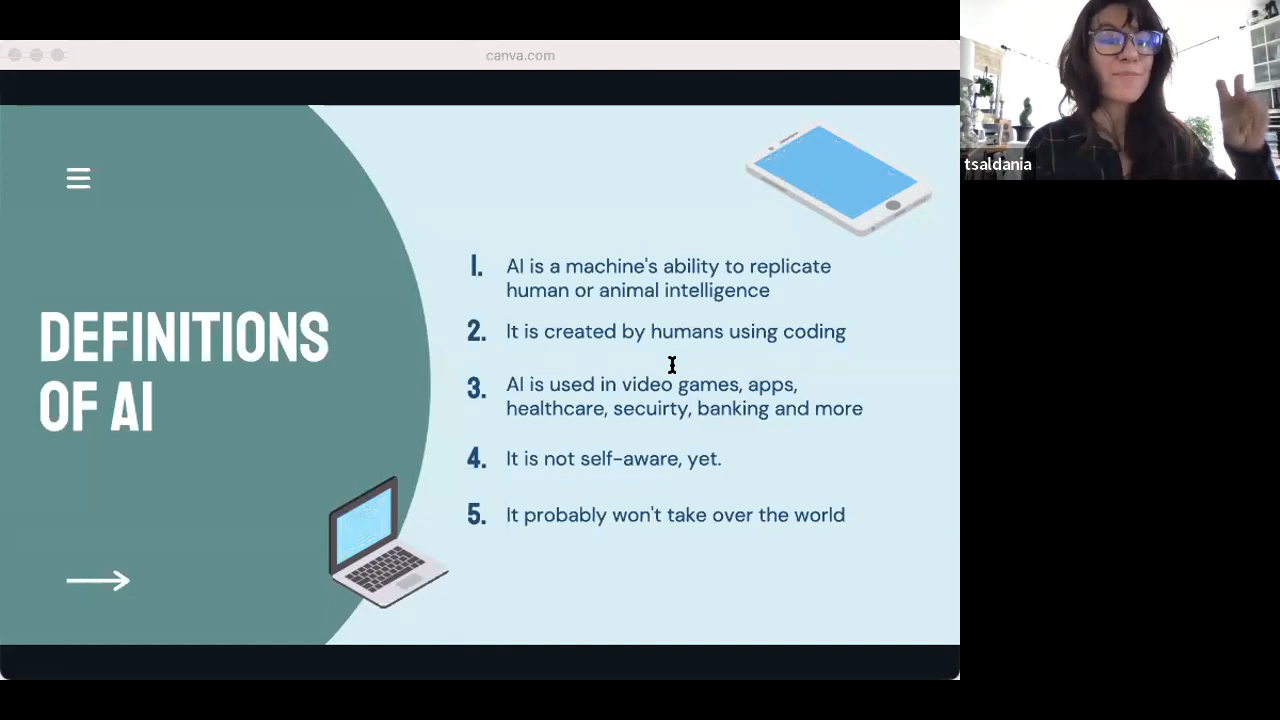 canva.com
tsaldania
DEFINITIONS
OF AI
1. AI is a machine's ability to replicate
human or animal intelligence
2. It is created by humans using coding
3. AI is used in video games, apps,
healthcare, secuirty, banking and more
4. It is not self-aware, yet.
5. It probably won't take over the world